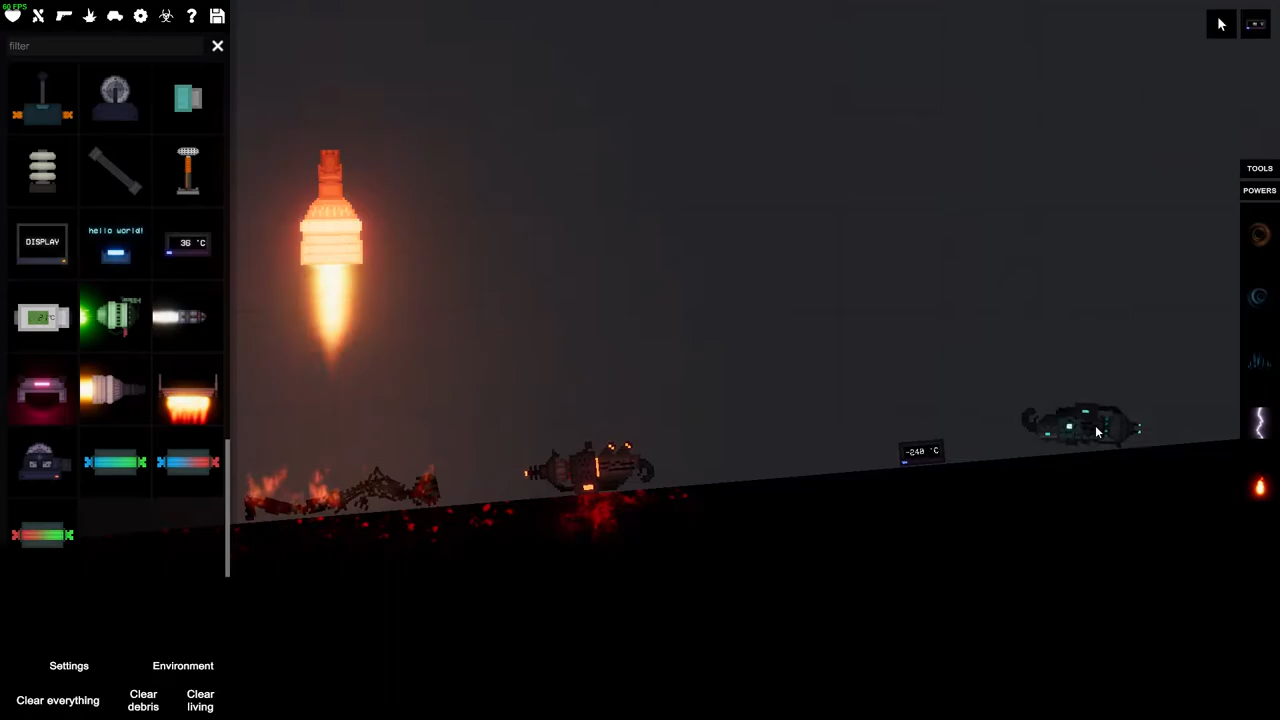 60 FPS
filter
DISPLAY
hello world!
36 °C
TOOLS
POWERS
-240 °C
Settings
Environment
Clear everything
Clear debris
Clear living